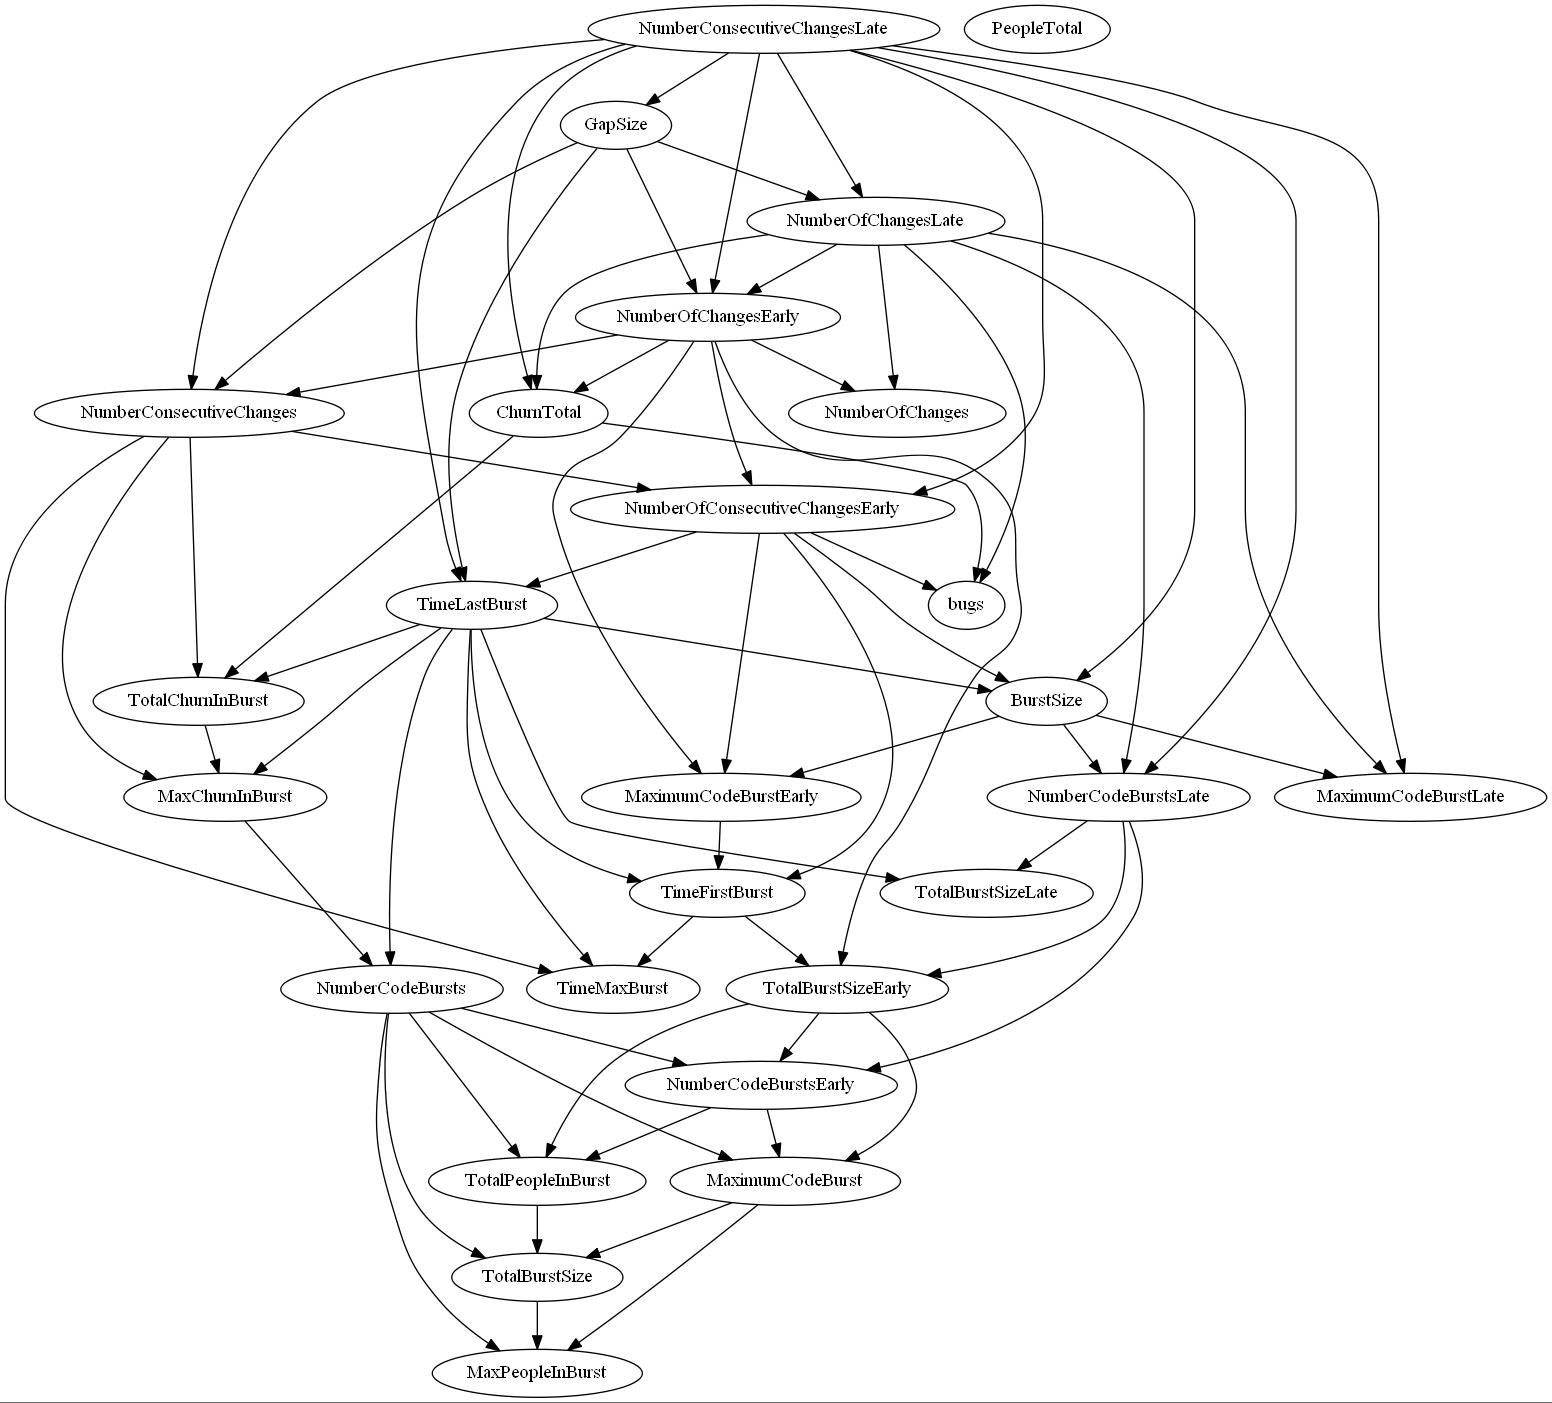 NumberConsecutiveChangesLate
PeopleTotal
GapSize
NumberOfChangesLate
NumberOfChangesEarly
NumberConsecutiveChanges
ChurnTotal
NumberOfChanges
NumberOfConsecutiveChangesEarly
TimeLastBurst
bugs
TotalChurnInBurst
BurstSize
MaxChurnInBurst
MaximumCodeBurstEarly
NumberCodeBurstsLate
MaximumCodeBurstLate
TimeFirstBurst
TotalBurstSizeLate
NumberCodeBursts
TimeMaxBurst
TotalBurstSizeEarly
NumberCodeBurstsEarly
TotalPeopleInBurst
MaximumCodeBurst
TotalBurstSize
MaxPeopleInBurst